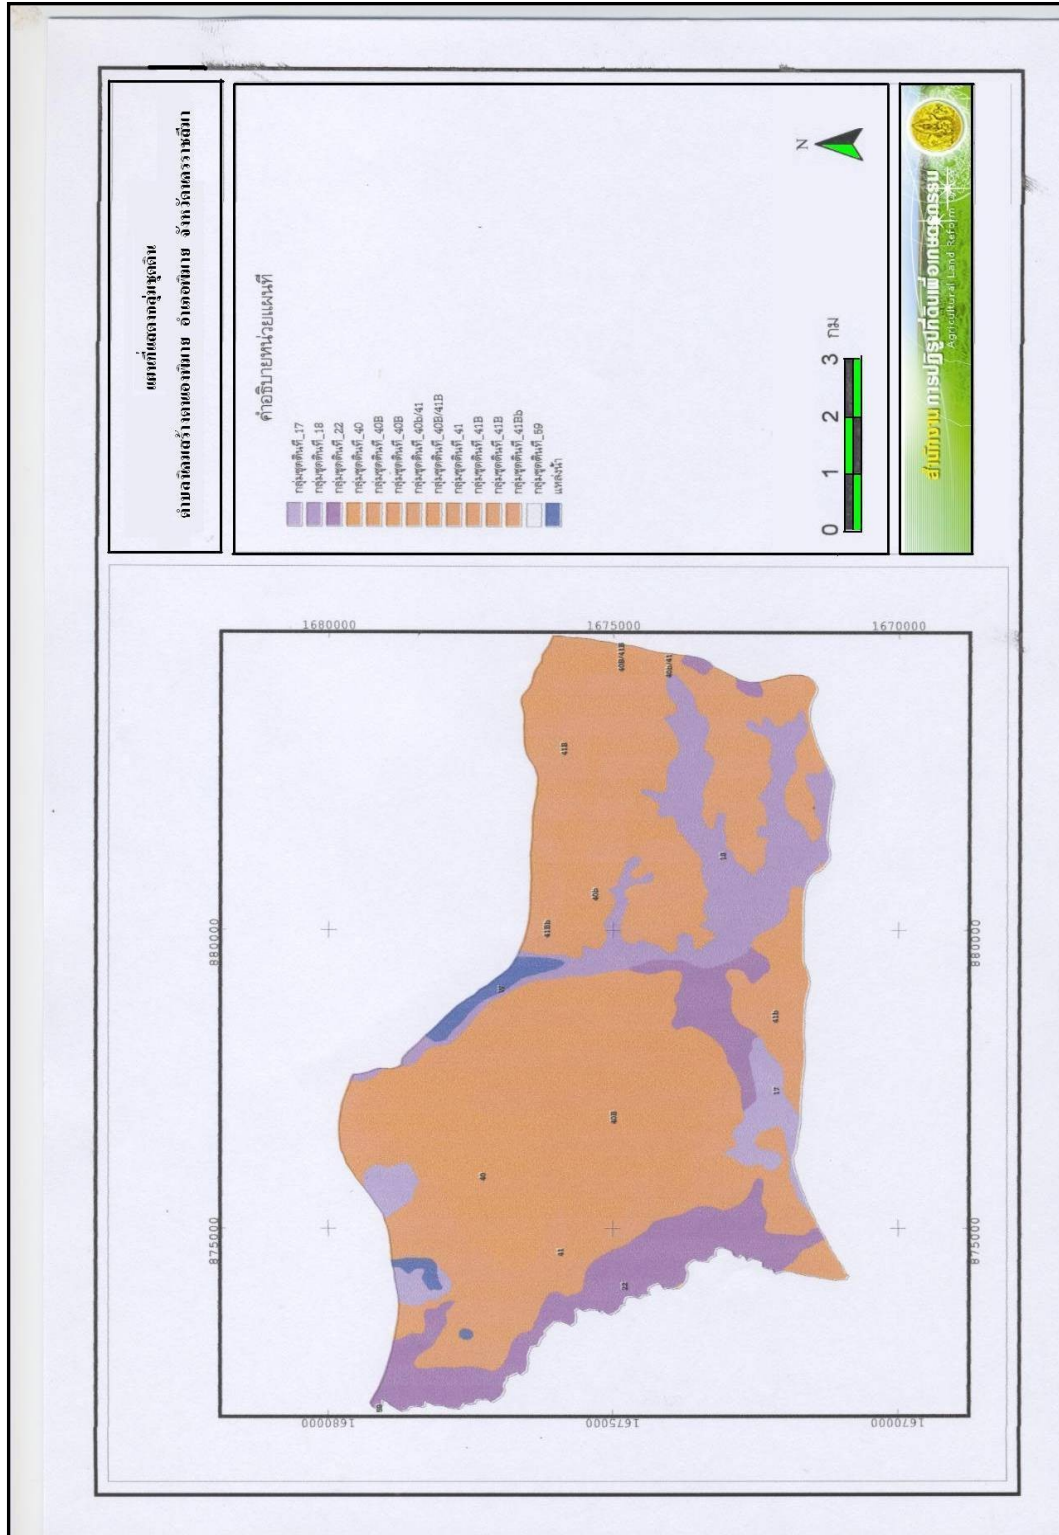 แผนที่แสดงกลุ่มชุดดิน
ตำบลนิคมสร้างตนเองพิมาย อำเภอพิมาย จังหวัดนครราชสีมา
คำอธิบายหน่วยแผนที่
กลุ่มชุดดินที่_17
กลุ่มชุดดินที่_18
กลุ่มชุดดินที่_22
กลุ่มชุดดินที่_40
กลุ่มชุดดินที่_40B
กลุ่มชุดดินที่_40B
กลุ่มชุดดินที่_40b/41
กลุ่มชุดดินที่_40B/41B
กลุ่มชุดดินที่_41
กลุ่มชุดดินที่_41B
กลุ่มชุดดินที่_41B
กลุ่มชุดดินที่_41Bb
กลุ่มชุดดินที่_59
แหล่งน้ำ
N
0 1 2 3 กม
สำนักงานการปฏิรูปที่ดินเพื่อเกษตรกรรม
Agricultural Land Reform
1680000
1675000
1670000
880000
880000
875000
875000
1680000
1675000
1670000
40B/41B
40b/41
41B
18
40b
41Bb
41b
17
40B
40
41
22